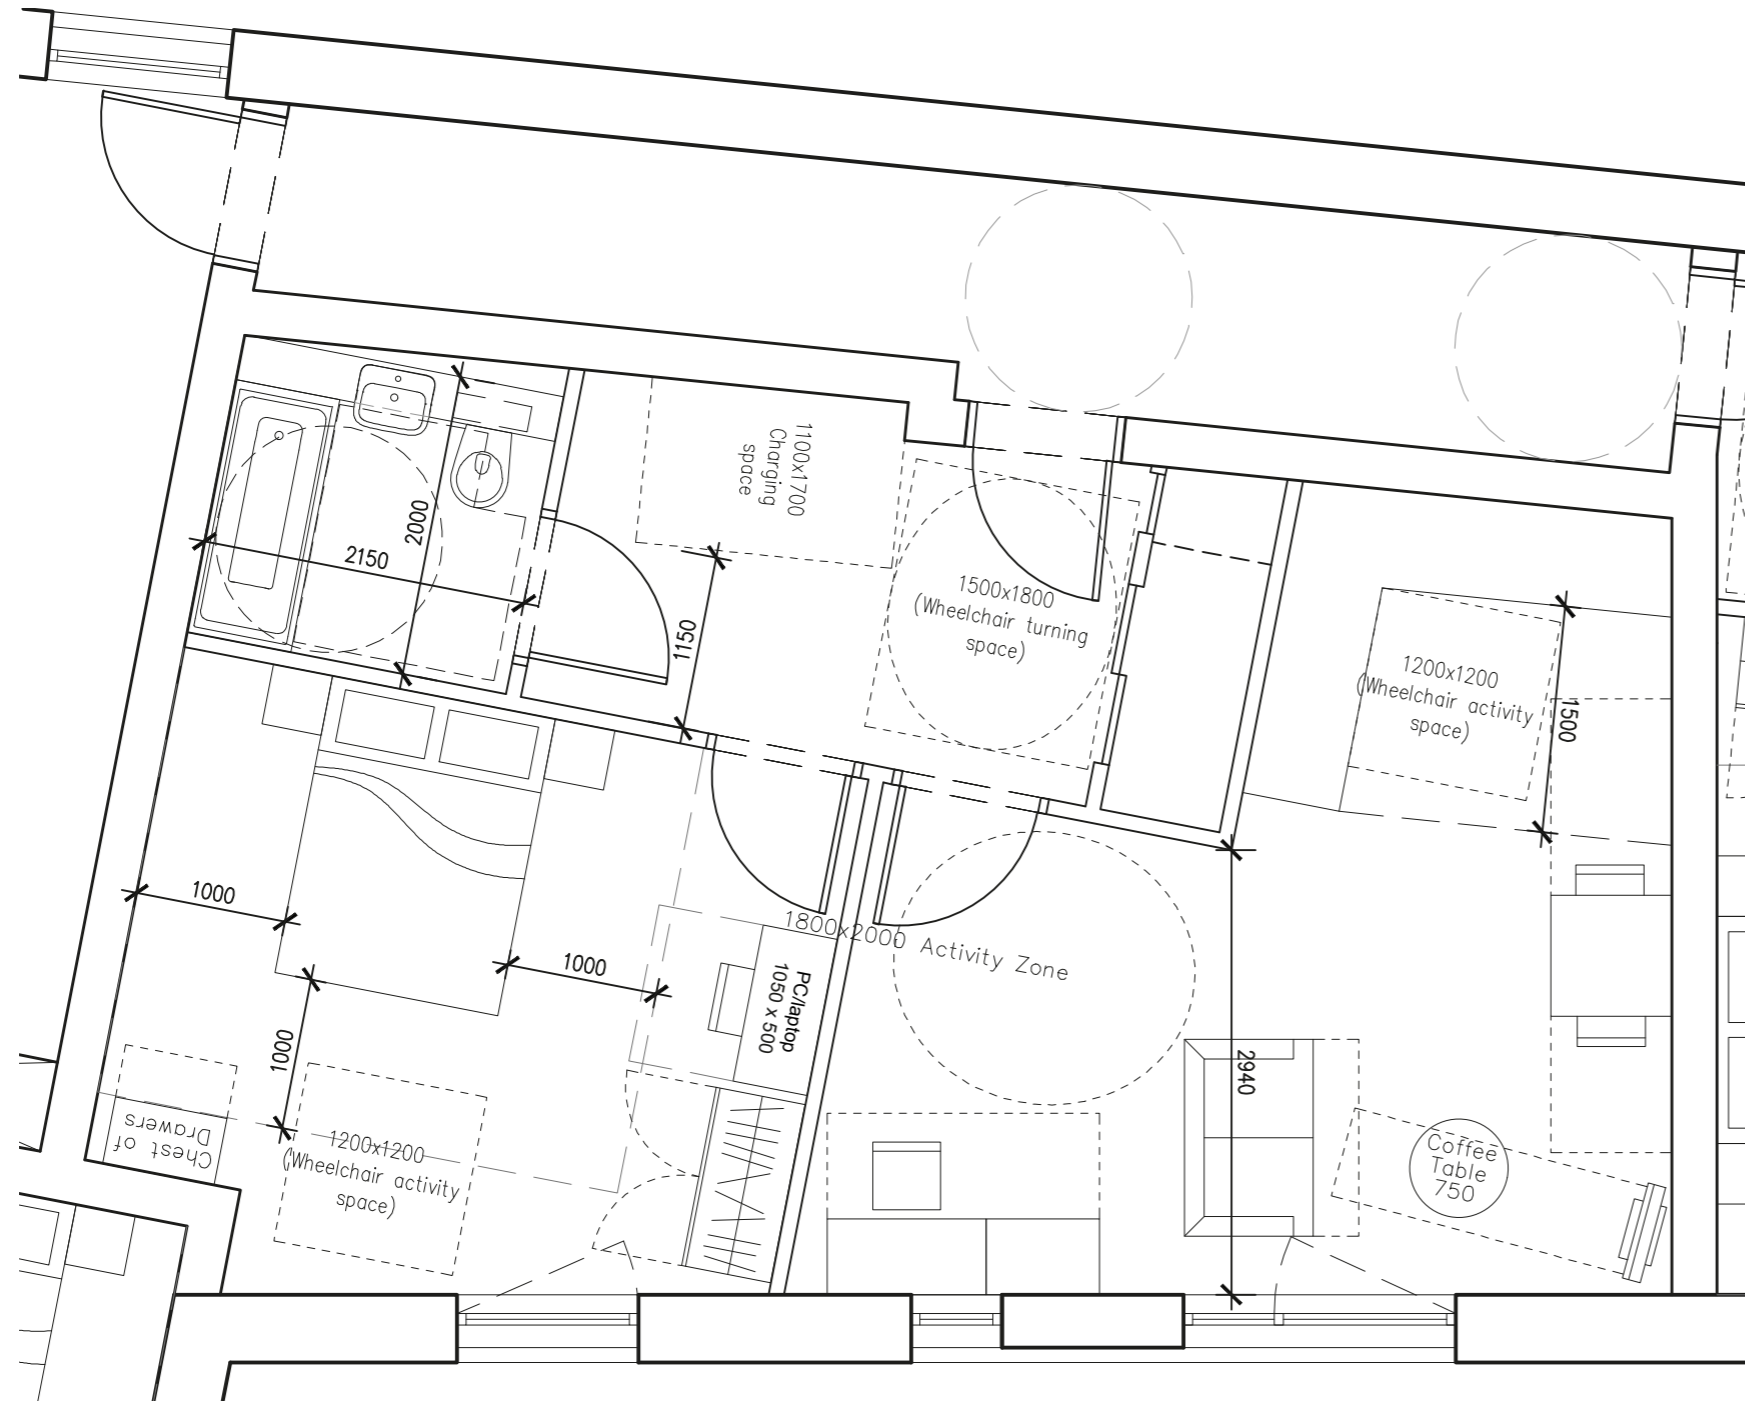 1100x1700
Charging
space
2000
2150
1150
1500x1800
(Wheelchair turning
space)
1200x1200
(Wheelchair activity
space)
1500
1000
1000
1800x2000 Activity Zone
PC/laptop
1050 x 500
1000
2940
Chest of
Drawers
1200x1200
(Wheelchair activity
space)
Coffee
Table
750